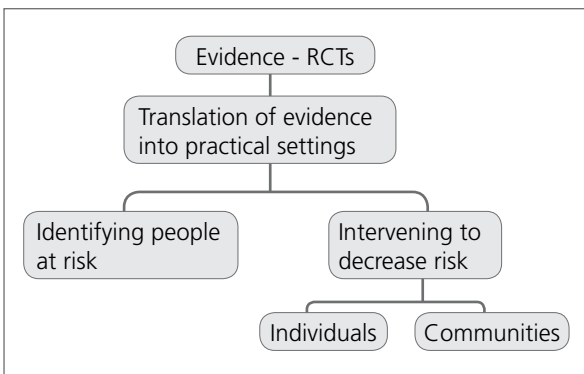 Evidence - RCTs
Translation of evidence
into practical settings
Identifying people
at risk
Intervening to
decrease risk
Individuals
Communities